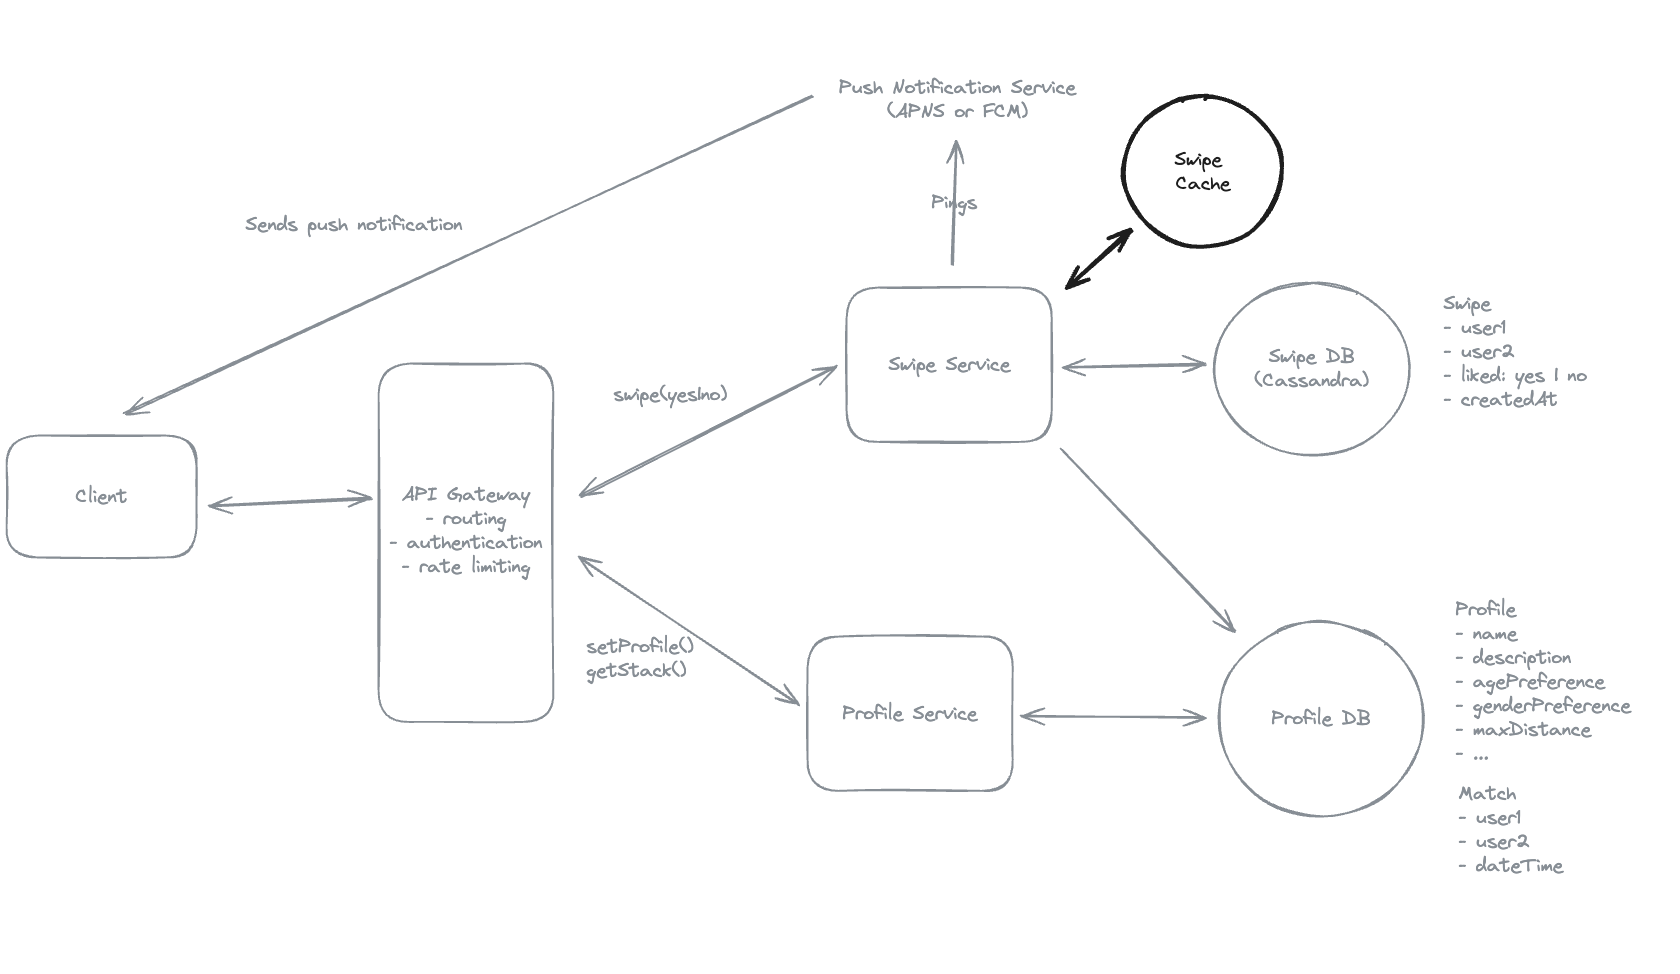 Push Notification Service
(APNS or FCM)
Swipe
Cache
Pings
Sends push notification
Swipe Service
Swipe DB
(Cassandra)
Swipe
- user1
- user2
- liked: yes | no
- createdAt
swipe(yes|no)
Client
API Gateway
- routing
- authentication
- rate limiting
setProfile()
getStack()
Profile Service
Profile DB
Profile
- name
- description
- agePreference
- genderPreference
- maxDistance
- ...
Match
- user1
- user2
- dateTime